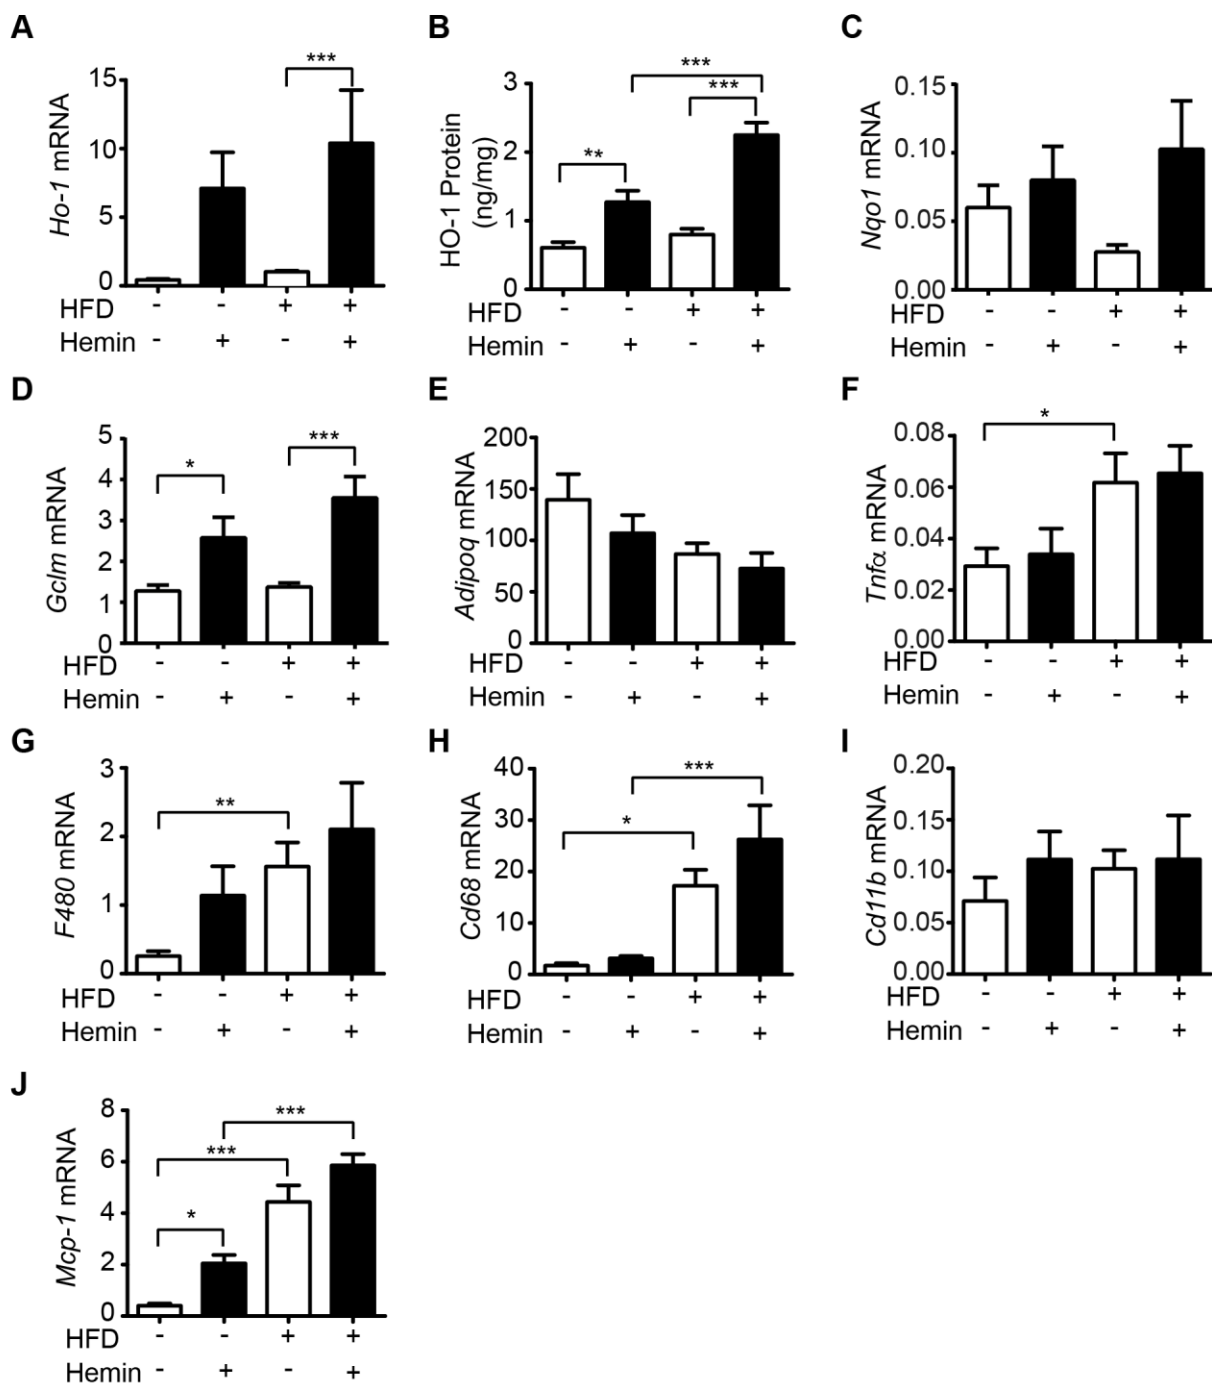 A
Ho-1 mRNA
15
10
5
0
***
HFD - - + +
Hemin - + - +
B
HO-1 Protein
(ng/mg)
3
2
1
0
***
***
**
HFD - - + +
Hemin - + - +
C
Nqo1 mRNA
0.15
0.10
0.05
0.00
HFD - - + +
Hemin - + - +
D
Gclm mRNA
5
4
3
2
1
0
*
***
HFD - - + +
Hemin - + - +
E
Adipoq mRNA
200
150
100
50
0
HFD - - + +
Hemin - + - +
F
Tnfα mRNA
0.08
0.06
0.04
0.02
0.00
*
HFD - - + +
Hemin - + - +
G
F480 mRNA
3
2
1
0
**
HFD - - + +
Hemin - + - +
H
Cd68 mRNA
40
30
20
10
0
***
*
HFD - - + +
Hemin - + - +
I
Cd11b mRNA
0.20
0.15
0.10
0.05
0.00
HFD - - + +
Hemin - + - +
J
Mcp-1 mRNA
8
6
4
2
0
***
***
*
HFD - - + +
Hemin - + - +